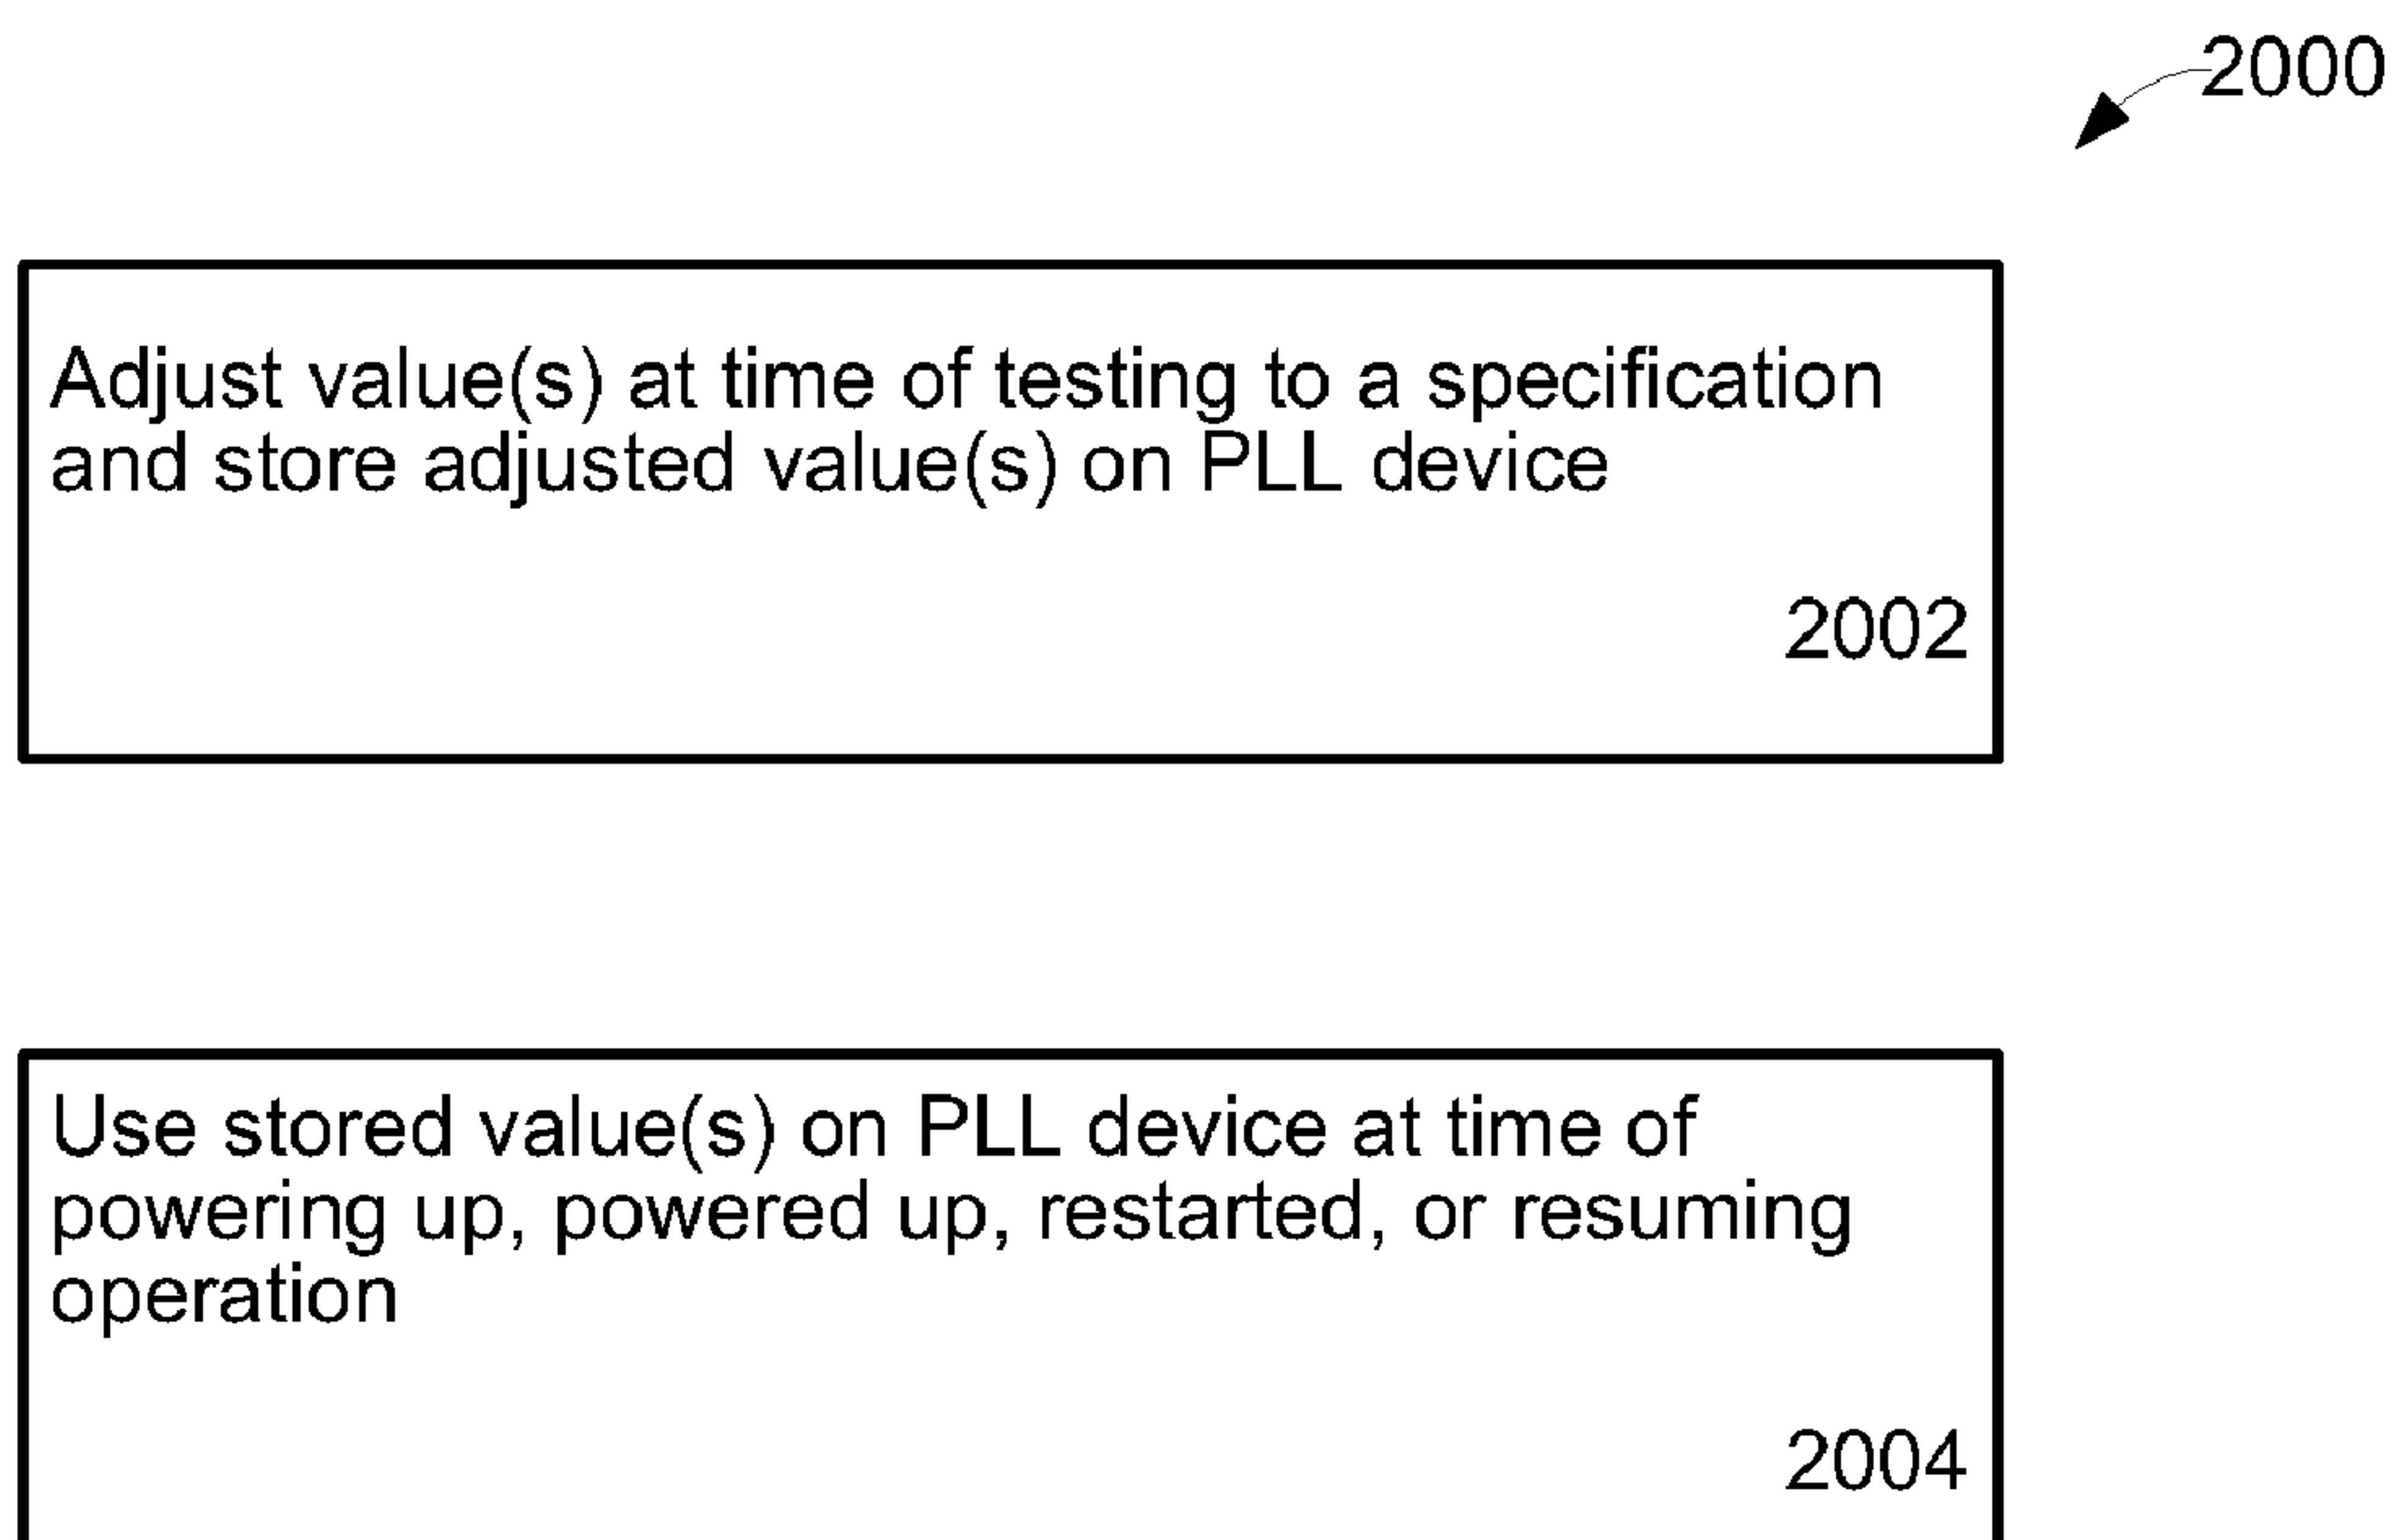 2000
Adjust value(s) at time of testing to a specification
and store adjusted value(s) on PLL device
2002
Use stored value(s) on PLL device at time of
powering up, powered up, restarted, or resuming
operation
2004